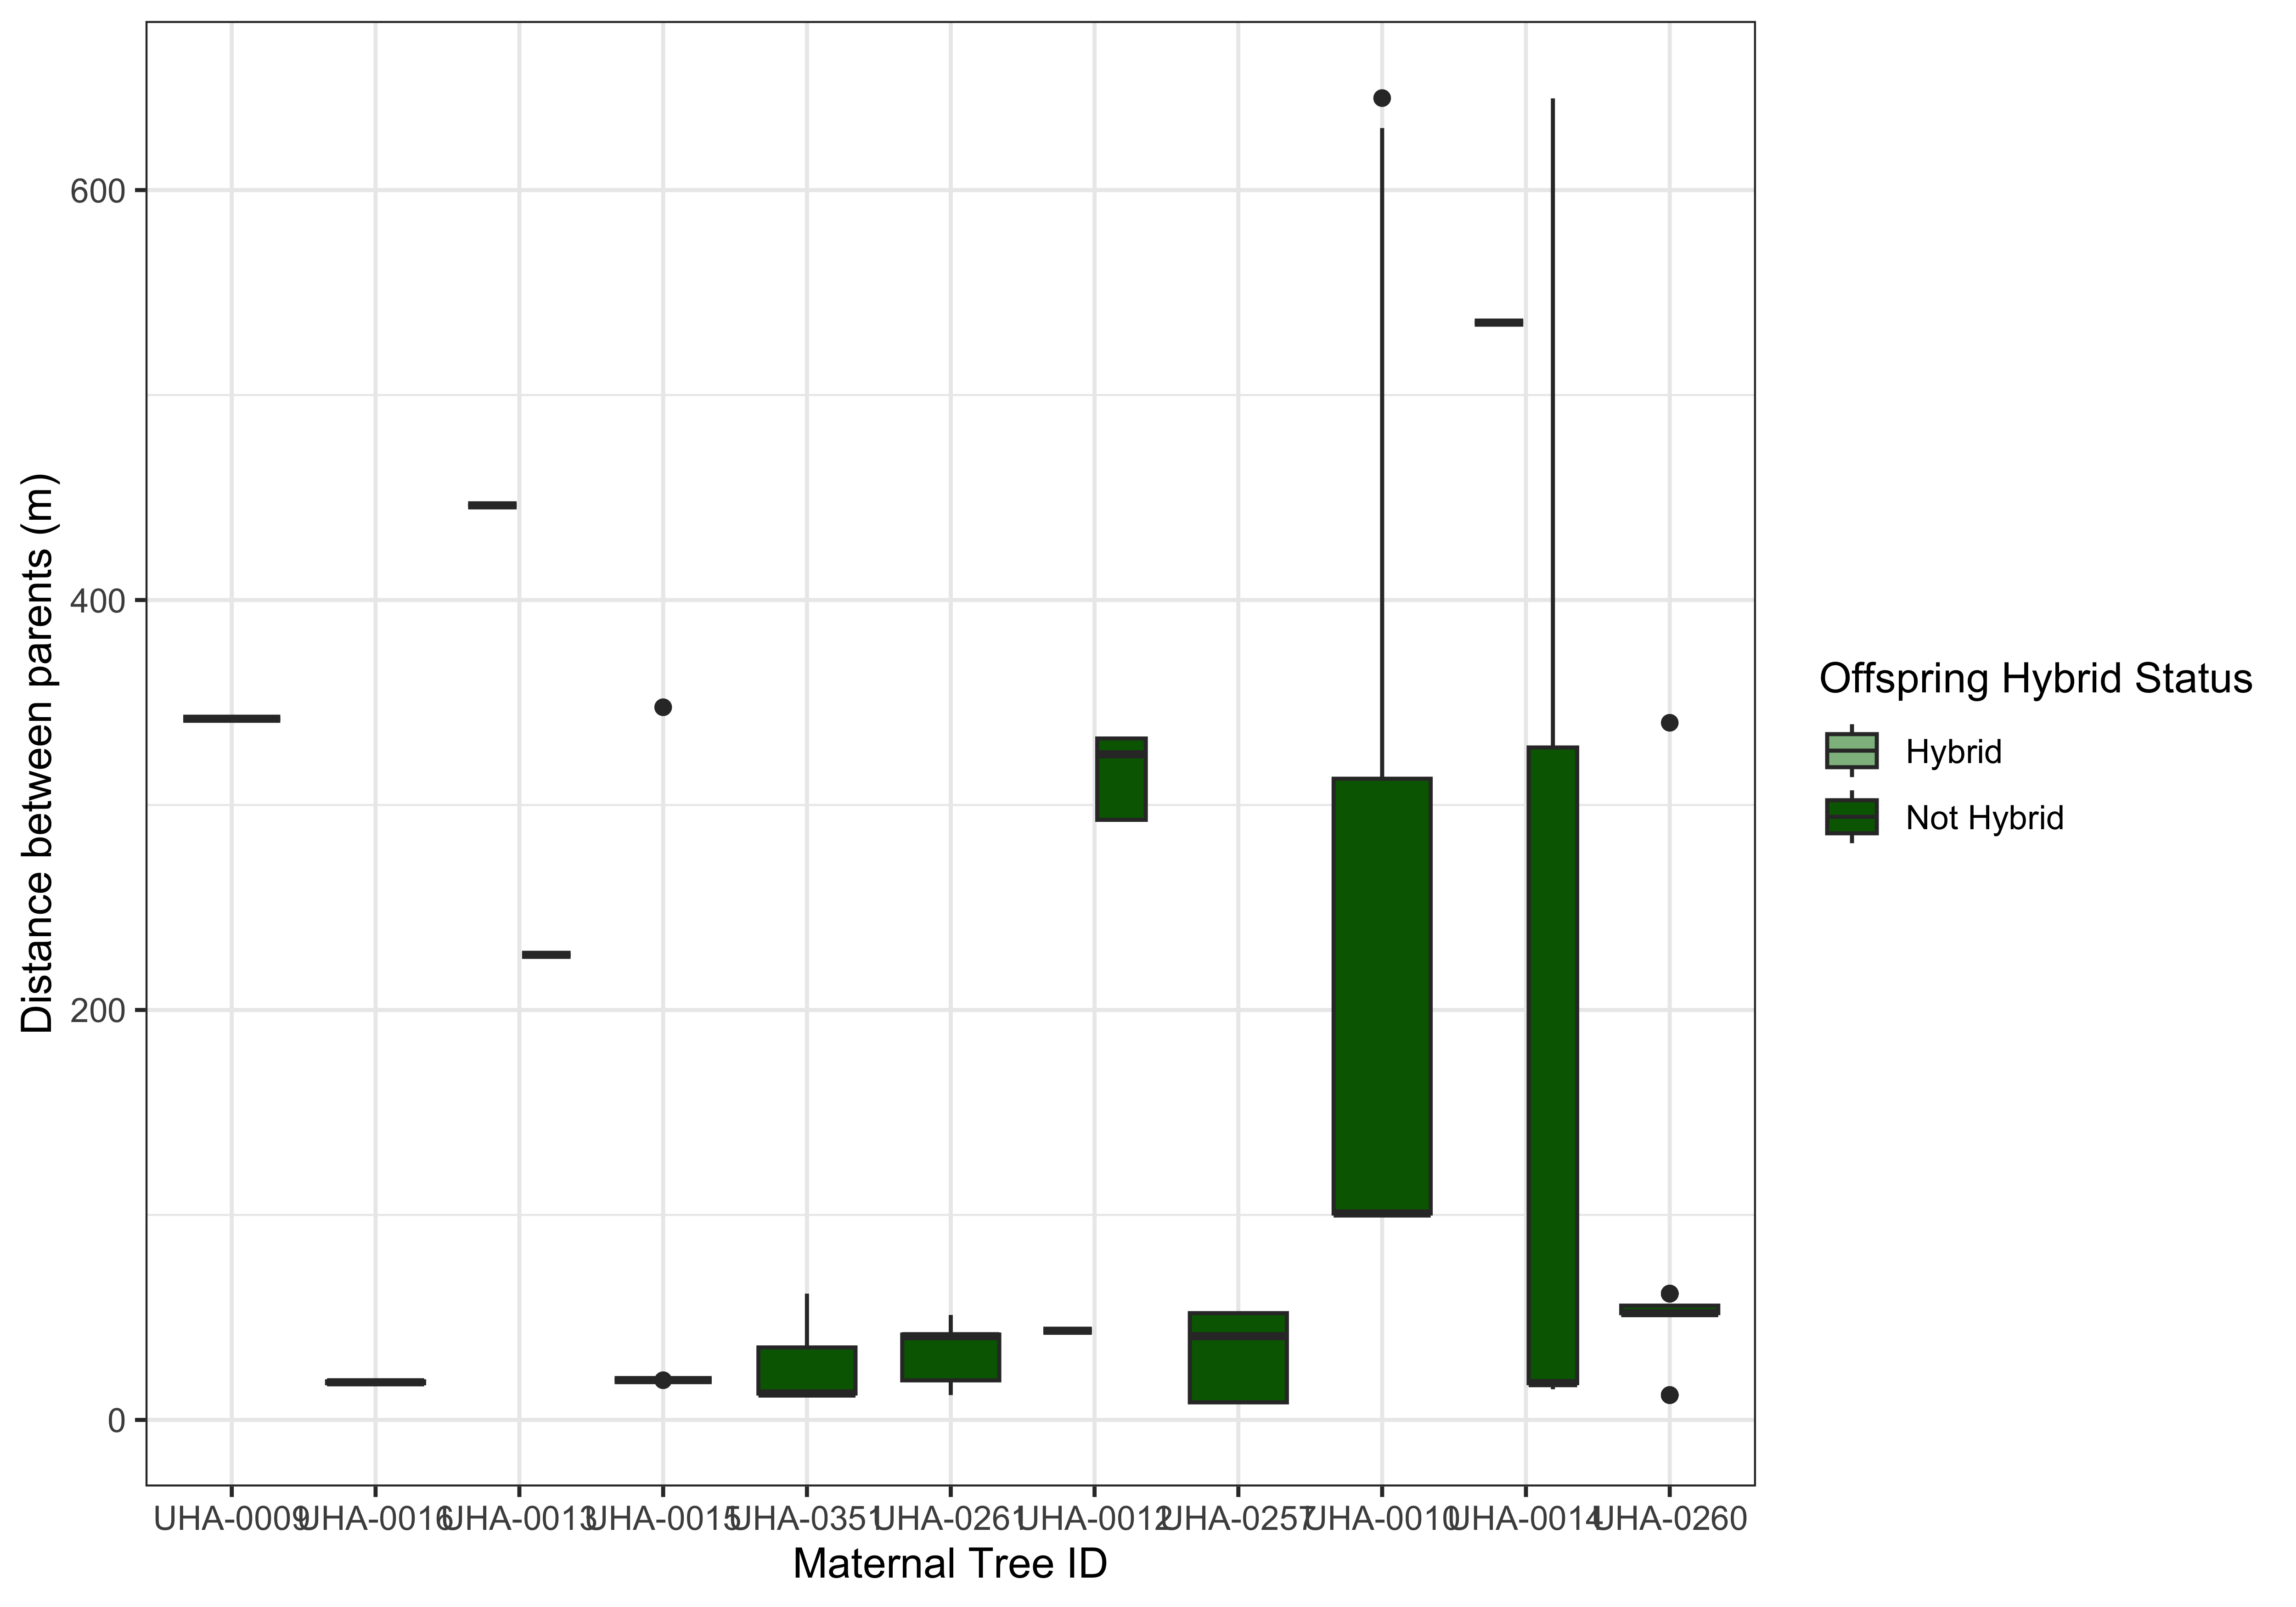 Distance between parents (m)
600
400
200
0
UHA-0009 UHA-0016 UHA-0013 UHA-0015 UHA-0351 UHA-0261 UHA-0012 UHA-0257 UHA-0010 UHA-0014 UHA-0260
Maternal Tree ID
Offspring Hybrid Status
Hybrid
Not Hybrid